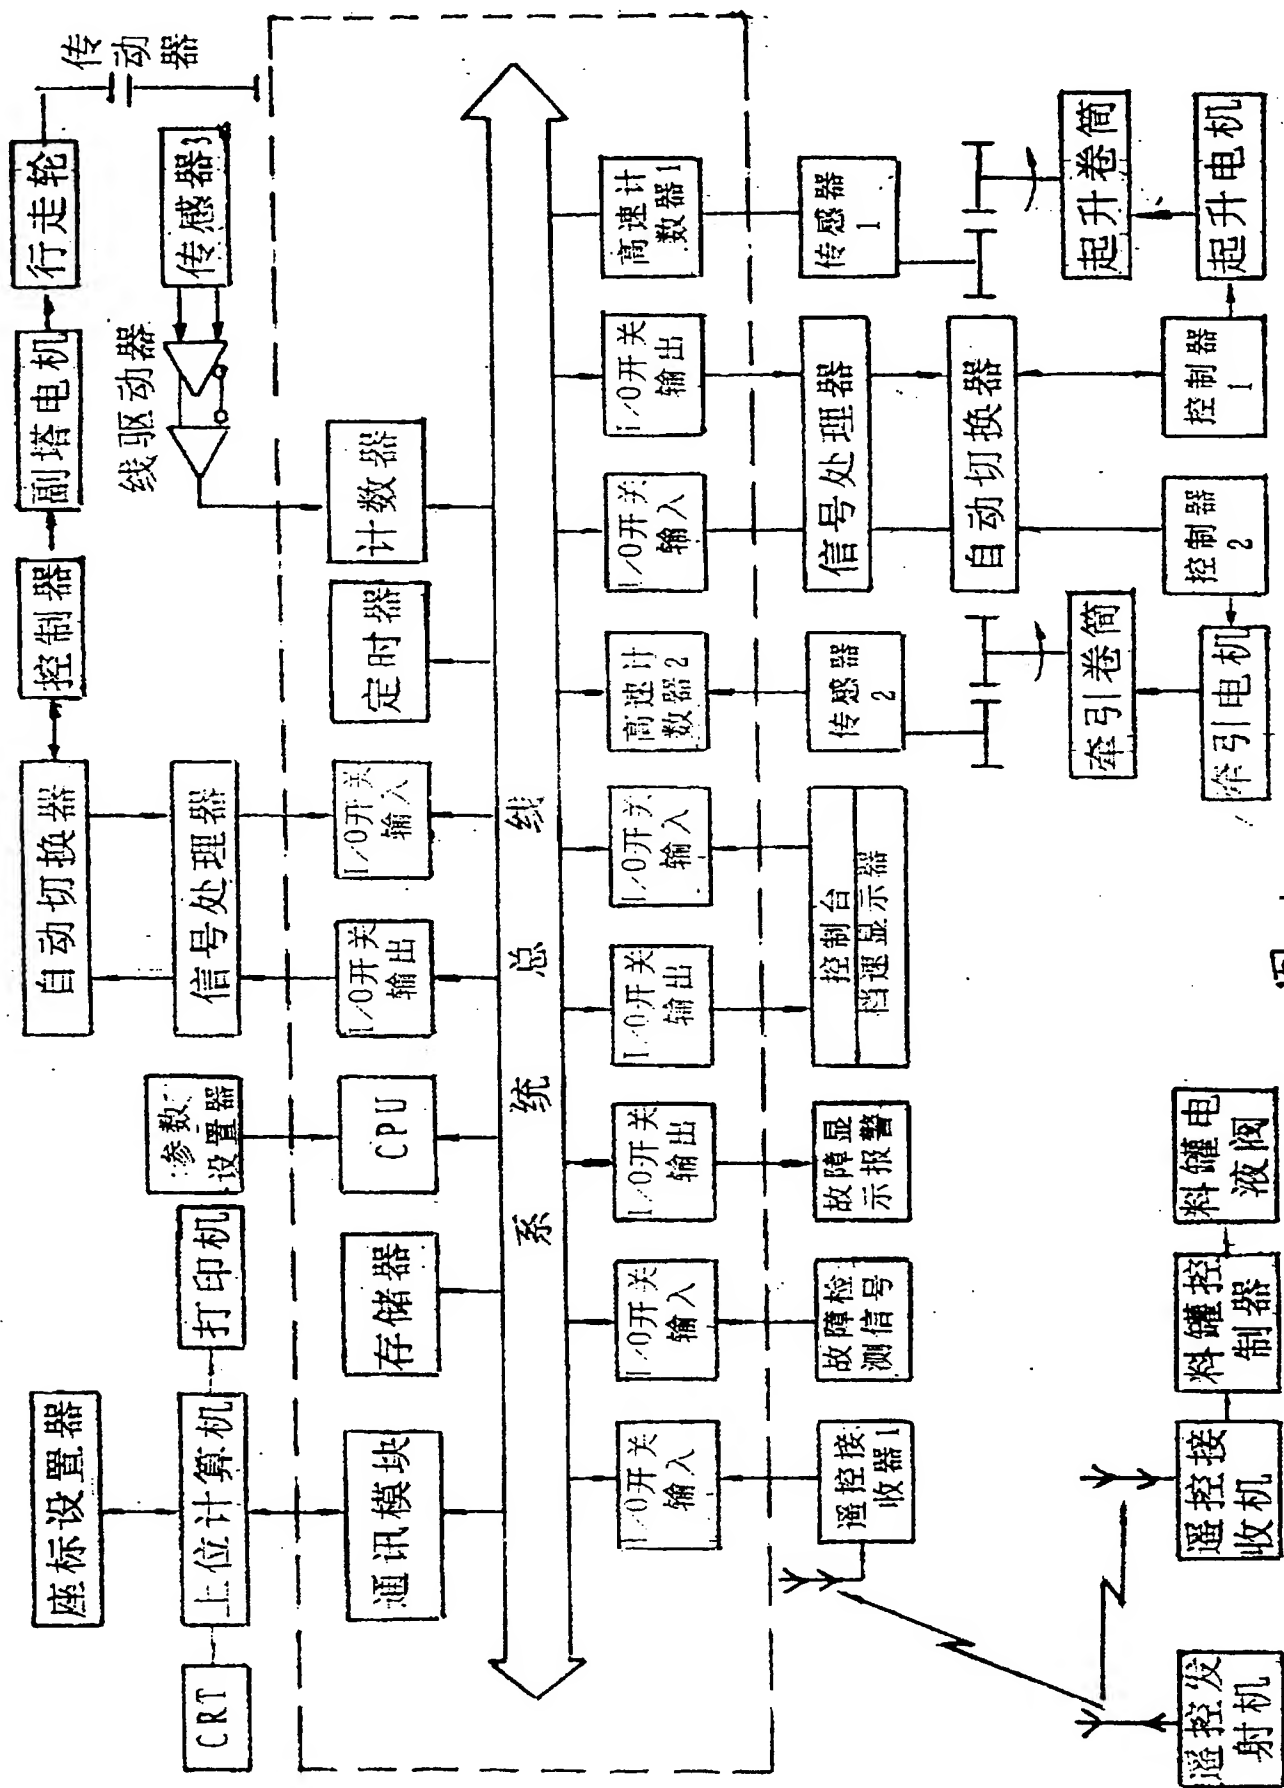 座标设置器
CRT
上位计算机
打印机
参数
设置器
自动切换器
信号处理器
控制器
副塔电机
行走轮
传动器
线驱动器
传感器3
通讯模块
存储器
CPU
I/O开关
输出
I/O开关
输入
定时器
计数器
系统总线
I/O开关
输入
I/O开关
输入
I/O开关
输出
I/O开关
输出
I/O开关
输入
高速计
数器2
I/O开关
输入
I/O开关
输出
高速计
数器1
遥控接
收器1
故障检
测信号
故障显
示报警
控制台
档速显示器
传感器
2
信号处理器
传感器
1
自动切换器
牵引卷筒
起升卷筒
遥控发
射机
遥控接
收机
料罐控
制器
料罐电
液阀
牵引电机
控制器
2
控制器
1
起升电机